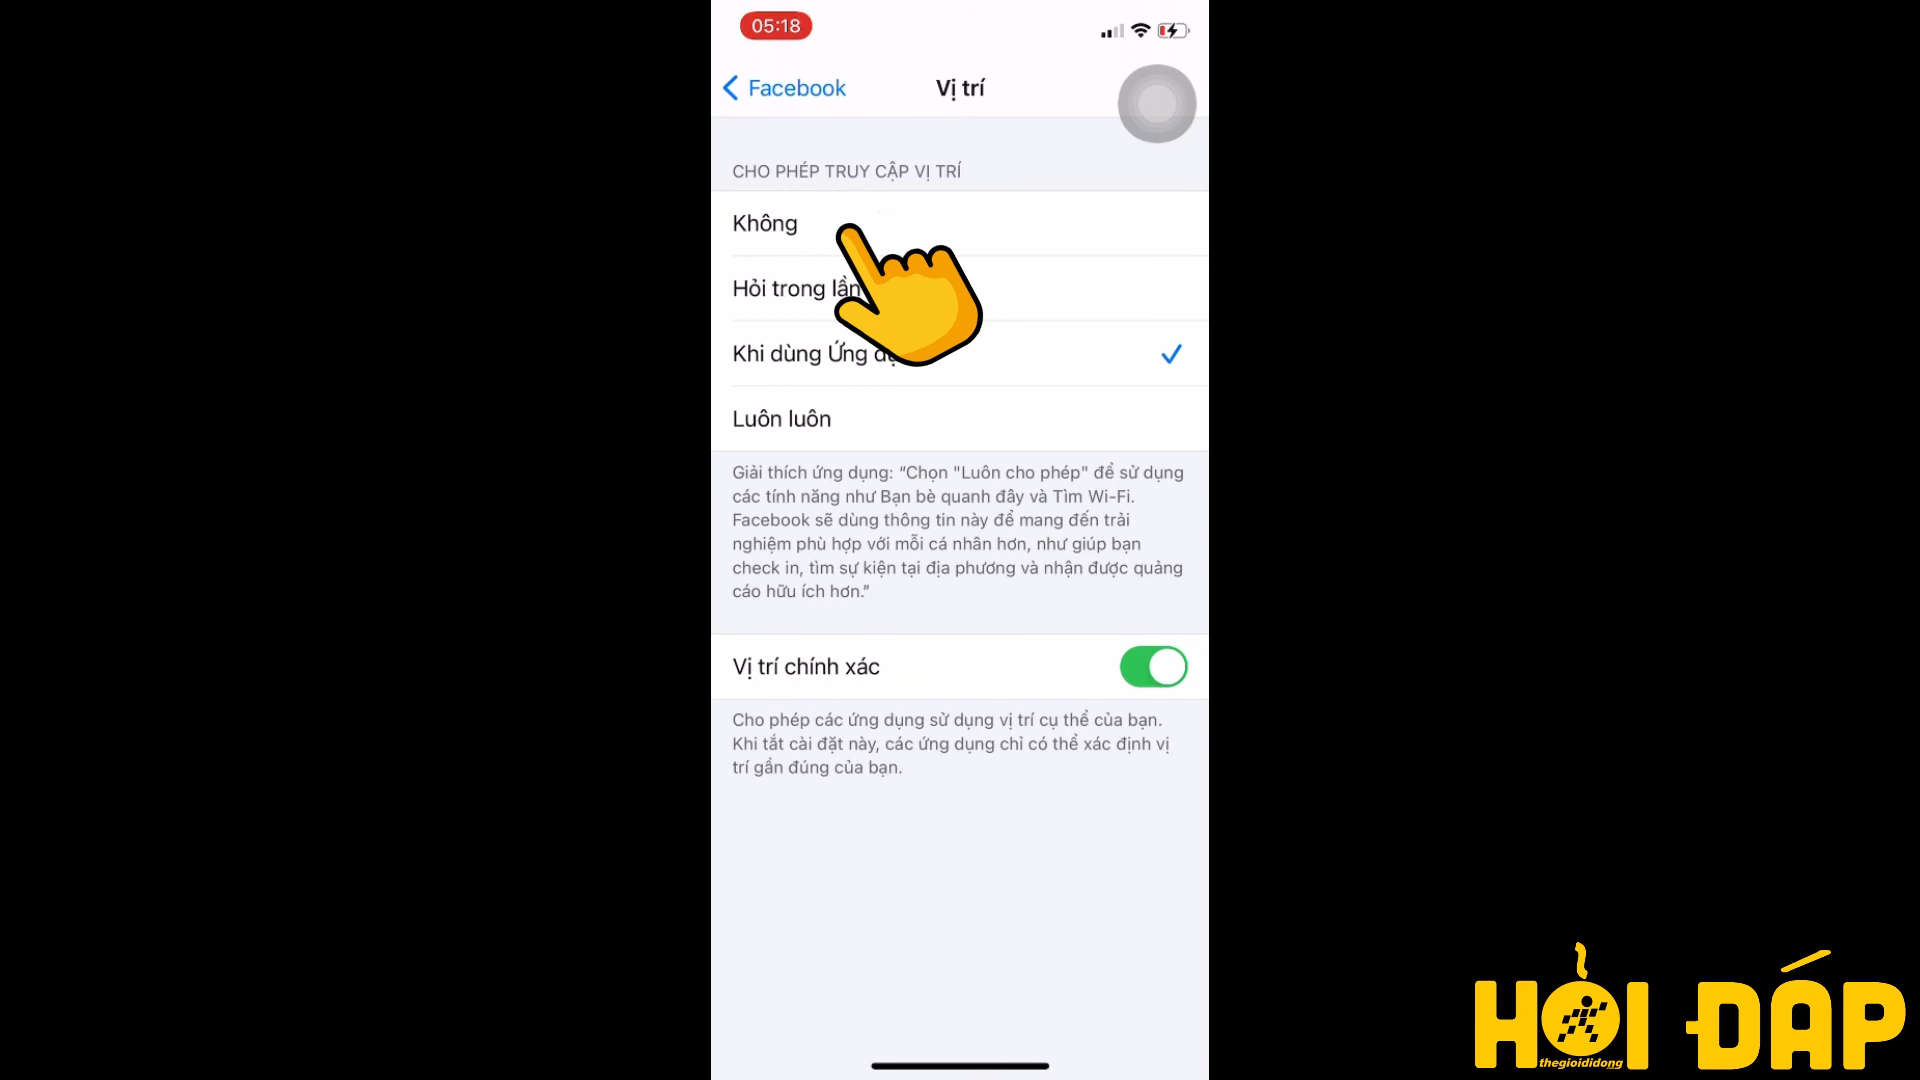 05:18
Facebook
Vị trí
CHO PHÉP TRUY CẬP VỊ TRÍ
Không
Hỏi trong lần
Khi dùng Ứng
Luôn luôn
Giải thích ứng dụng: “Chọn "Luôn cho phép" để sử dụng
các tính năng như Bạn bè quanh đây và Tìm Wi-Fi.
Facebook sẽ dùng thông tin này để mang đến trải
nghiệm phù hợp với mỗi cá nhân hơn, như giúp bạn
check in, tìm sự kiện tại địa phương và nhận được quảng
cáo hữu ích hơn.”
Vị trí chính xác
Cho phép các ứng dụng sử dụng vị trí cụ thể của bạn.
Khi tắt cài đặt này, các ứng dụng chỉ có thể xác định vị
trí gần đúng của bạn.
HỎI ĐÁP
thegioididong